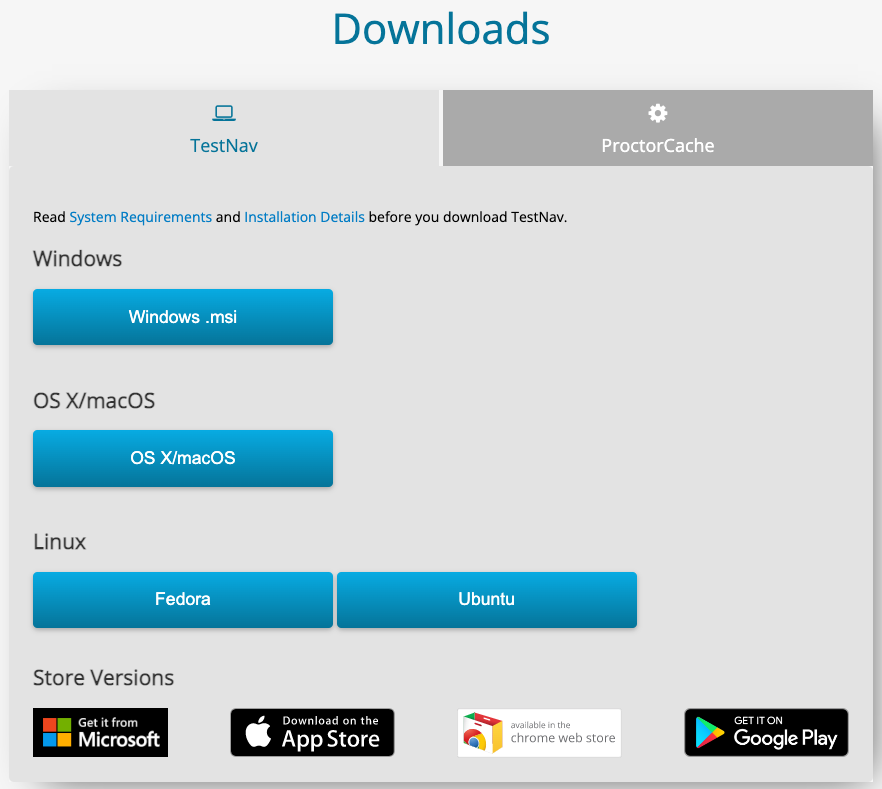 Downloads
TestNav
ProctorCache
Read System Requirements and Installation Details before you download TestNav.
Windows
Windows .msi
OS X/macOS
OS X/macOS
Linux
Fedora
Ubuntu
Store Versions
Get it from
Microsoft
Download on the
App Store
available in the
chrome web store
GET IT ON
Google Play